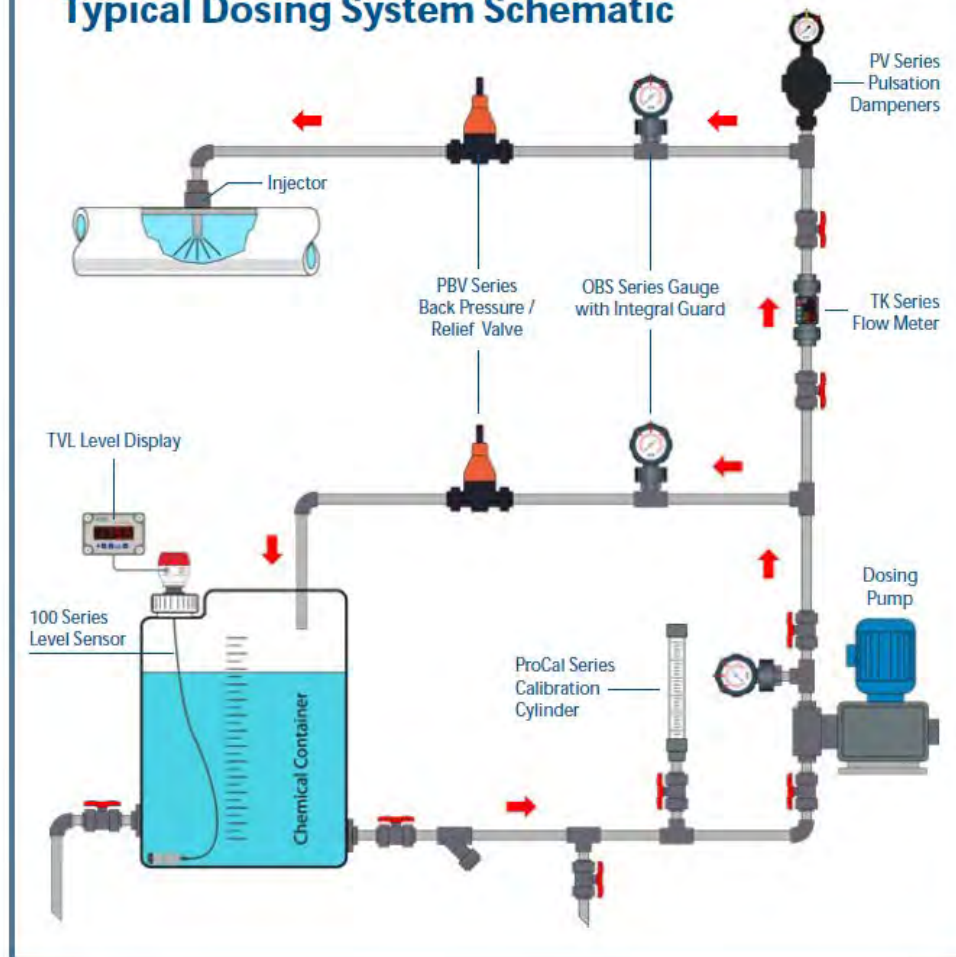 Typical Dosing System Schematic
PV Series
Pulsation
Dampeners
Injector
PBV Series
Back Pressure /
Relief Valve
OBS Series Gauge
with Integral Guard
TK Series
Flow Meter
TVL Level Display
100 Series
Level Sensor
Chemical Container
ProCal Series
Calibration
Cylinder
Dosing
Pump